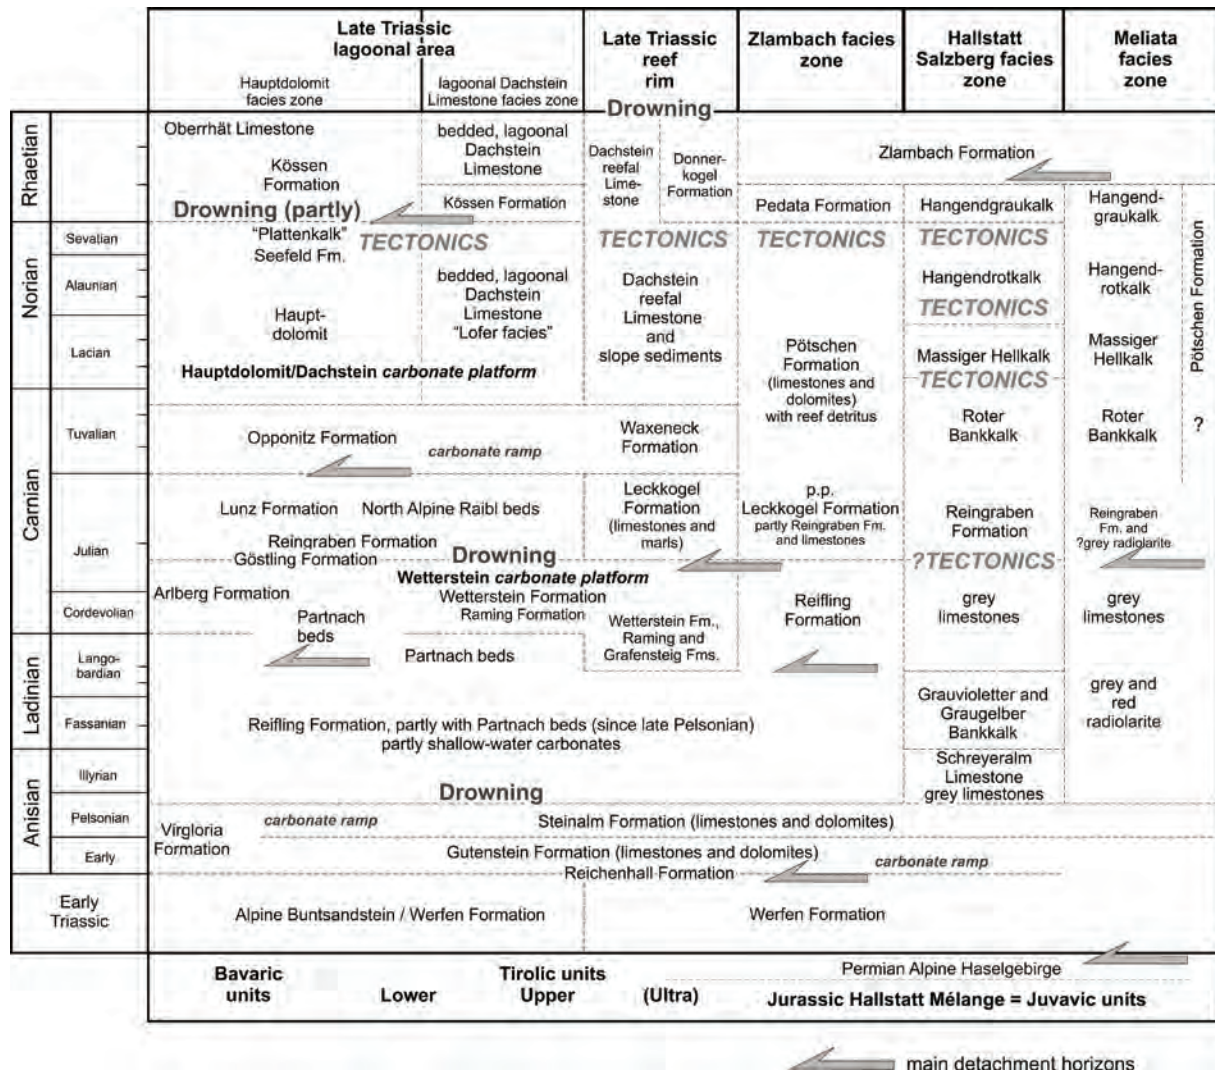 Late Triassic
lagoonal area
Hauptdolomit
facies zone
lagoonal Dachstein
Limestone facies zone
Late Triassic
reef
rim
Zlambach facies
zone
Hallstatt
Salzberg facies
zone
Meliata
facies
zone
Drowning
Rhaetian
Oberrhät Limestone
Kössen
Formation
Drowning (partly)
bedded, lagoonal
Dachstein
Limestone
Kössen Formation
Dachstein
reefal
Lime-
stone
Donner-
kogel
Formation
Zlambach Formation
Pedata Formation
Hangendgraukalk
Hangend-
graukalk
Pötschen Formation
?
Norian
Sevatian
Alaunian
Lacian
"Plattenkalk"
Seefeld Fm.
TECTONICS
TECTONICS
TECTONICS
TECTONICS
Haupt-
dolomit
bedded, lagoonal
Dachstein
Limestone
"Lofer facies"
Dachstein
reefal
Limestone
and
slope sediments
Hangendrotkalk
TECTONICS
Hangend-
rotkalk
Pötschen
Formation
(limestones and
dolomites)
with reef detritus
Massiger Hellkalk
TECTONICS
Massiger
Hellkalk
Hauptdolomit/Dachstein carbonate platform
Carnian
Tuvalian
Julian
Cordevolian
Opponitz Formation
carbonate ramp
Waxeneck
Formation
Roter
Bankkalk
Roter
Bankkalk
Lunz Formation
North Alpine Raibl beds
Reingraben Formation
Göstling Formation
Drowning
Leckkogel
Formation
(limestones and
marls)
p.p.
Leckkogel Formation
partly Reingraben Fm.
and limestones
Reingraben
Formation
?TECTONICS
Reingraben
Fm. and
?grey radiolarite
Wetterstein carbonate platform
Wetterstein Formation
Raming Formation
Arlberg Formation
Partnach
beds
Wetterstein Fm.,
Raming and
Grafensteig Fms.
Reifling
Formation
grey
limestones
grey
limestones
Ladinian
Lango-
bardian
Fassanian
Partnach beds
Reifling Formation, partly with Partnach beds (since late Pelsonian)
partly shallow-water carbonates
Grauvioletter and
Graugelber
Bankkalk
grey and
red
radiolarite
Anisian
Illyrian
Pelsonian
Early
Drowning
Schreyeralm
Limestone
grey limestones
Virgloria
Formation
carbonate ramp
Steinalm Formation (limestones and dolomites)
Gutenstein Formation (limestones and dolomites)
Reichenhall Formation
carbonate ramp
Early
Triassic
Alpine Buntsandstein / Werfen Formation
Werfen Formation
Bavaric
units
Lower
Tirolic units
Upper
(Ultra)
Permian Alpine Haselgebirge
Jurassic Hallstatt Mélange = Juvavic units
main detachment horizons